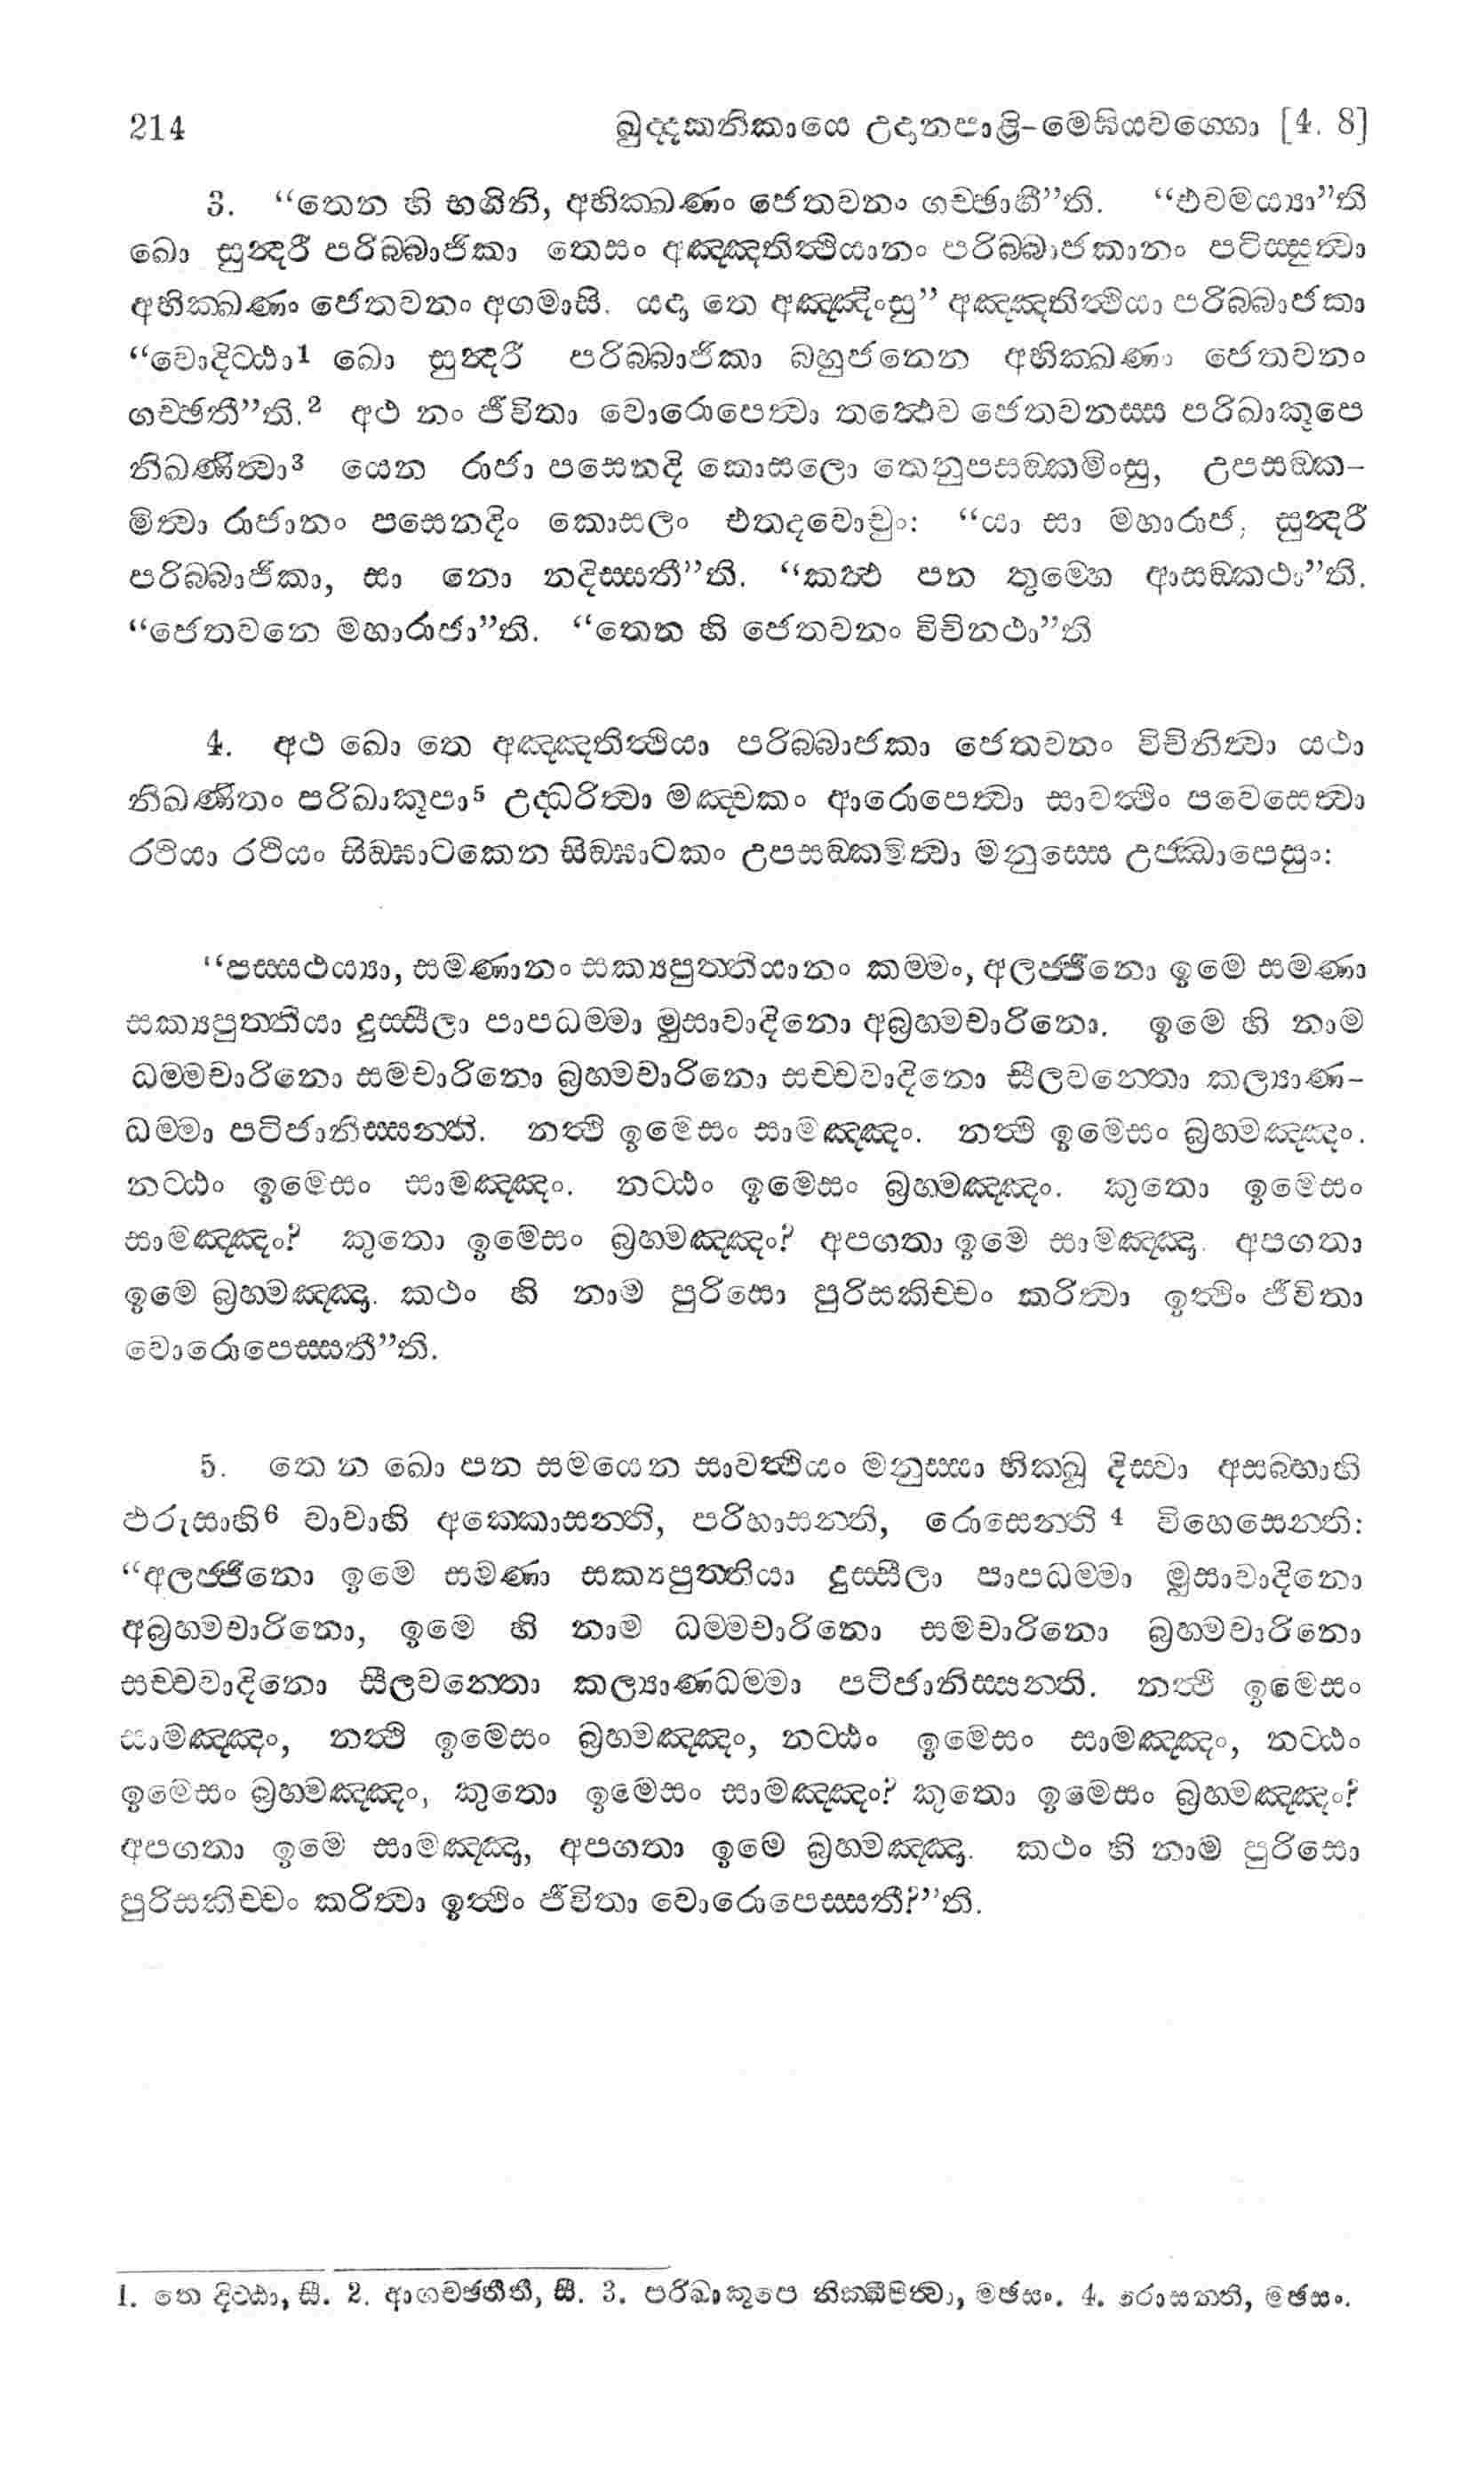 214 ඛුද්දකනිකායෙ උදානපාළි-මෙඝියවග්ගො [4. 8]
3. “තෙන හි භගිනි, අභික්ඛණං ජෙතවනං ගච්ඡාහී”ති. “එවමය්‍යා”ති
ඛො සුන්දරී පරිබ්බාජිකා තෙසං අඤ්ඤතිත්ථියානං පරිබ්බාජකානං පටිස්සුත්වා
අභික්ඛණං ජෙතවනං අගමාසි. යදා තෙ අඤ්ඤිංසු” අඤ්ඤතිත්ථියා පරිබ්බාජකා
“වොදිට්ඨා1 ඛො සුන්දරී පරිබ්බාජිකා බහුජනෙන අභික්ඛණං ජෙතවනං
ගච්ඡතී”ති.2 අථ නං ජීවිතා වොරොපෙත්වා තත්ථෙව ජෙතවනස්ස පරිඛාකූපෙ
නිඛණිත්වා3 යෙන රාජා පසෙනදි කොසලො තෙනුපසඞ්කමිංසු, උපසඞ්ක-
මිත්වා රාජානං පසෙනදිං කොසලං එතදවොචුං: “යා සා මහාරාජ, සුන්දරී
පරිබ්බාජිකා, සා නො නදිස්සතී”ති. “කත්ථ පන තුම්හෙ ආසඞ්කථා”ති.
“ජෙතවනෙ මහාරාජා”ති. “තෙන හි ජෙතවනං විචිනථා”ති
4. අථ ඛො තෙ අඤ්ඤතිත්ථියා පරිබ්බාජකා ජෙතවනං විචිනිත්වා යථා
නිඛණිතං පරිඛාකූපා5 උද්ධරිත්වා මඤ්චකං ආරොපෙත්වා සාවත්ථිං පවෙසෙත්වා
රථියා රථියං සිඞ්ඝාටකෙන සිඞ්ඝාටකං උපසඞ්කමිත්වා මනුස්සෙ උජ්ඣාපෙසුං:
“පස්සථය්‍යා, සමණානං සක්‍යපුත්තියානං කම්මං, අලජ්ජිනො ඉමෙ සමණා
සක්‍යපුත්තියා දුස්සීලා පාපධම්මා මුසාවාදිනො අබ්‍රහ්මචාරිනො. ඉමෙ හි නාම
ධම්මචාරිනො සමචාරිනො බ්‍රහ්මචාරිනො සච්චවාදිනො සීලවන්තො කල්‍යාණ-
ධම්මා පටිජානිස්සන්ති. නත්ථි ඉමෙසං සාමඤ්ඤං. නත්ථි ඉමෙසං බ්‍රහ්මඤ්ඤං.
නට්ඨං ඉමෙසං සාමඤ්ඤං. නට්ඨං ඉමෙසං බ්‍රහ්මඤ්ඤං. කුතො ඉමෙසං
සාමඤ්ඤං? කුතො ඉමෙසං බ්‍රහ්මඤ්ඤං? අපගතා ඉමෙ සාමඤ්ඤා. අපගතා
ඉමෙ බ්‍රහ්මඤ්ඤා. කථං හි නාම පුරිසො පුරිසකිච්චං කරිත්වා ඉත්ථිං ජීවිතා
වොරොපෙස්සතී”ති.
5. තෙන ඛො පන සමයෙන සාවත්ථියං මනුස්සා භික්ඛූ දිස්වා අසබ්භාහි
ඵරුසාහි6 වාචාහි අක්කොසන්ති, පරිභාසන්ති, රොසෙන්ති 4 විහෙසෙන්ති:
“අලජ්ජිනො ඉමෙ සමණා සක්‍යපුත්තියා දුස්සීලා පාපධම්මා මුසාවාදිනො
අබ්‍රහ්මචාරිනො, ඉමෙ හි නාම ධම්මචාරිනො සමචාරිනො බ්‍රහ්මචාරිනො
සච්චවාදිනො සීලවන්තො කල්‍යාණධම්මා පටිජානිස්සන්ති. නත්ථි ඉමෙසං
සාමඤ්ඤං, නත්ථි ඉමෙසං බ්‍රහ්මඤ්ඤං, නට්ඨං ඉමෙසං සාමඤ්ඤං, නට්ඨං
ඉමෙසං බ්‍රහ්මඤ්ඤං, කුතො ඉමෙසං සාමඤ්ඤං? කුතො ඉමෙසං බ්‍රහ්මඤ්ඤං?
අපගතා ඉමෙ සාමඤ්ඤා, අපගතා ඉමෙ බ්‍රහ්මඤ්ඤා. කථං හි නාම පුරිසො
පුරිසකිච්චං කරිත්වා ඉත්ථිං ජීවිතා වොරොපෙස්සතී?”ති.
1. තෙ දිට්ඨා, සී. 2. ආගච්ඡතීති, සී. 3. පරිඛාකූපෙ නික්ඛිපිත්වා, මඡසං. 4. රොසන්ති, මඡසං.